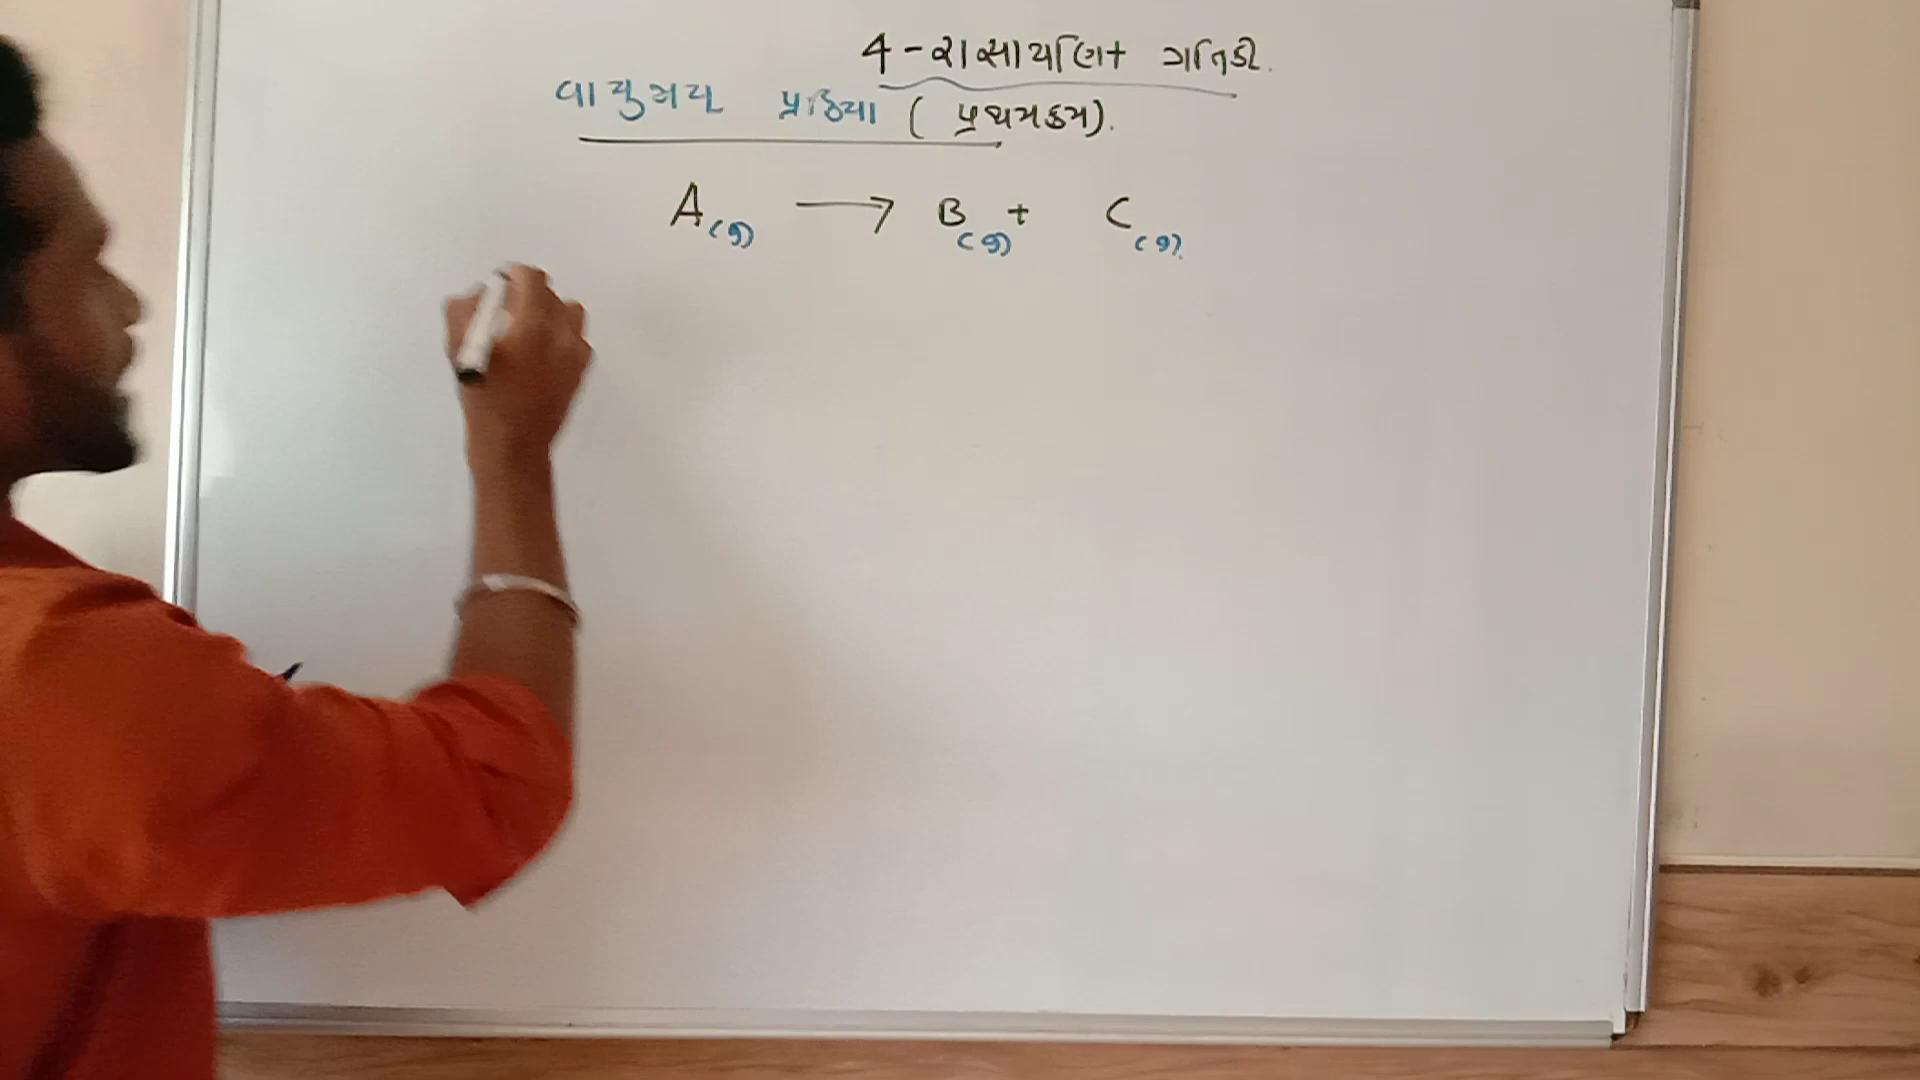 4 - રાસાયણિક ગતિકી.
વાયુમય પ્રક્રિયા ( પ્રથમક્રમ).
A(g) ⟶ B(g) + C(g).